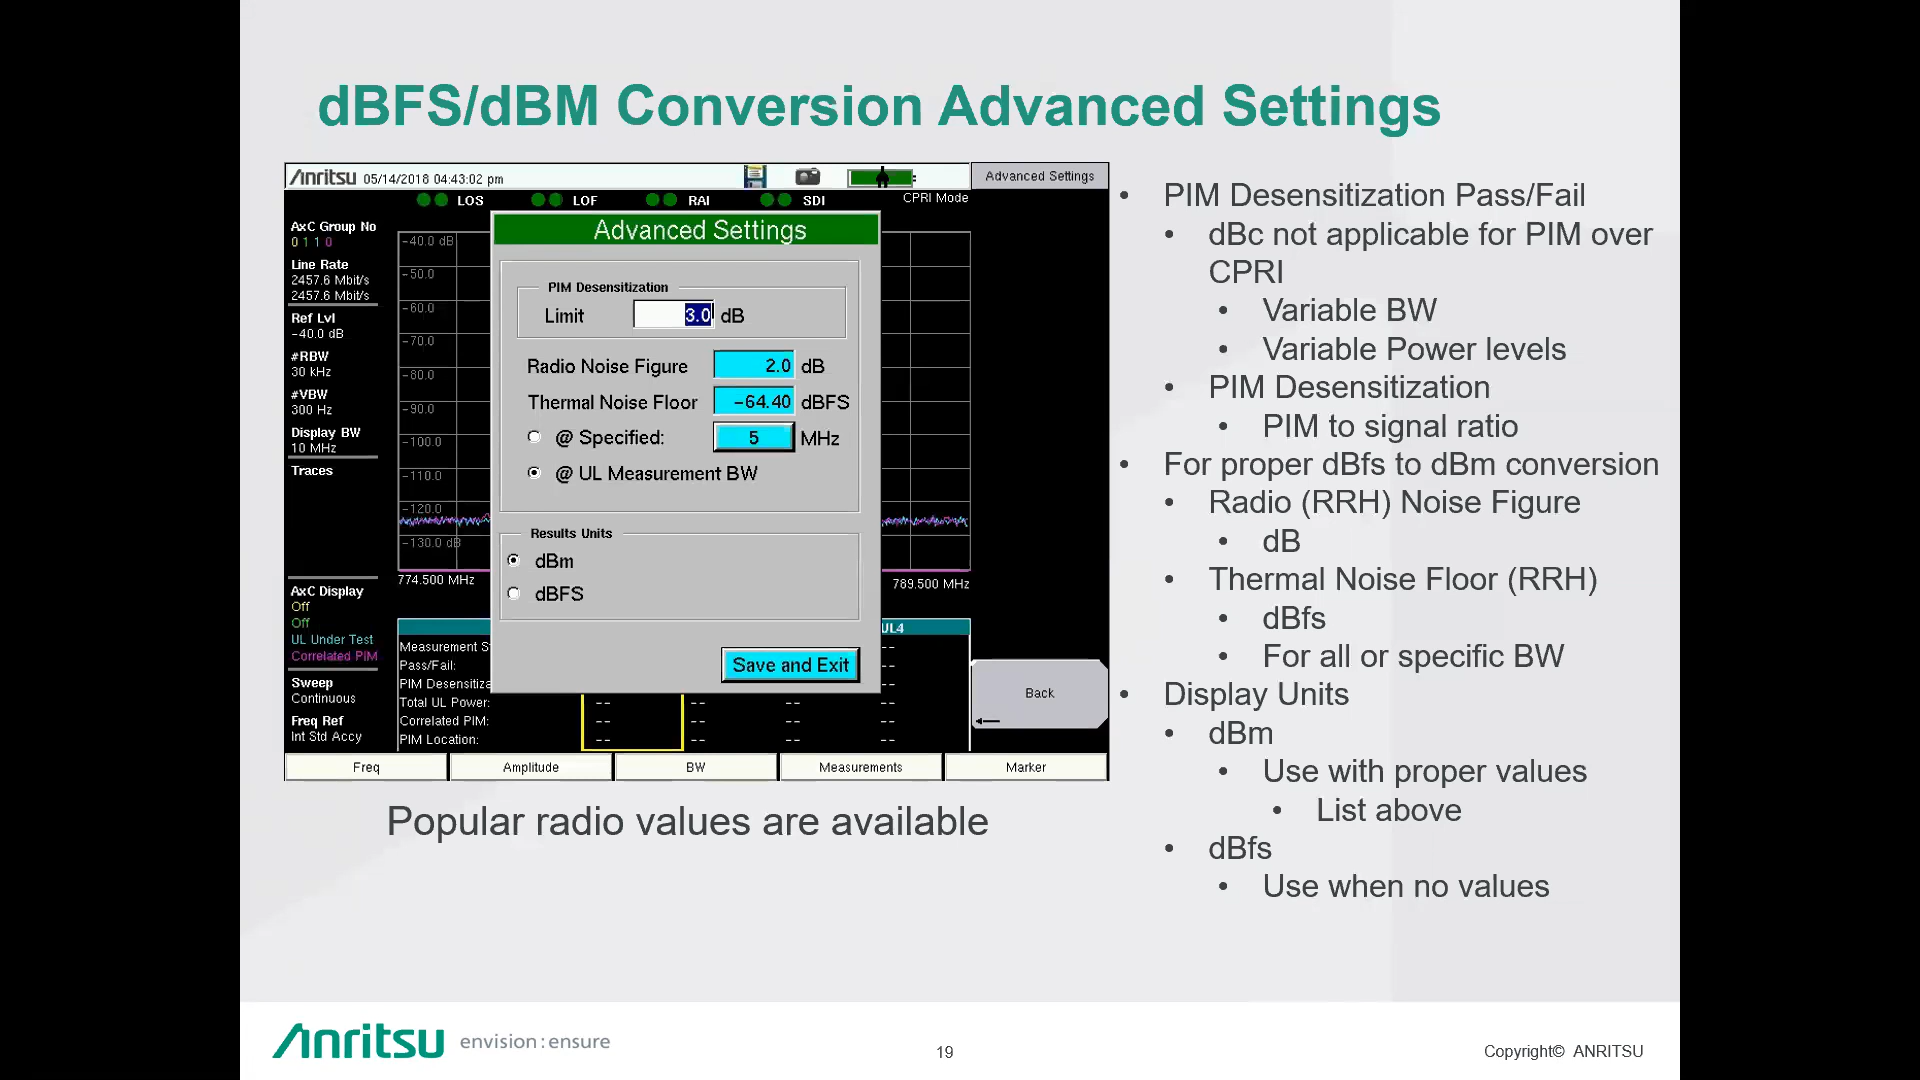 dBFS/dBM Conversion Advanced Settings
Anritsu 05/14/2018 04:43:02 pm
Advanced Settings
LOS LOF RAI SDI CPRI Mode
AxC Group No
0 1 1 0
Line Rate
2457.6 Mbit/s
2457.6 Mbit/s
Ref Lvl
-40.0 dB
#RBW
30 kHz
#VBW
300 Hz
Display BW
10 MHz
Traces
AxC Display
Off
Off
UL Under Test
Correlated PIM
Sweep
Continuous
Freq Ref
Int Std Accy
-40.0 dB
-50.0
-60.0
-70.0
-80.0
-90.0
-100.0
-110.0
-120.0
-130.0 dB
774.500 MHz 789.500 MHz
Advanced Settings
PIM Desensitization
Limit 3.0 dB
Radio Noise Figure 2.0 dB
Thermal Noise Floor -64.40 dBFS
@ Specified: 5 MHz
@ UL Measurement BW
Results Units
dBm
dBFS
Save and Exit
UL4
Measurement S
Pass/Fail: --
PIM Desensitiza --
Total UL Power: -- -- -- --
Correlated PIM: -- -- -- --
PIM Location: -- -- -- --
Back
Freq Amplitude BW Measurements Marker
Popular radio values are available
• PIM Desensitization Pass/Fail
• dBc not applicable for PIM over
CPRI
• Variable BW
• Variable Power levels
• PIM Desensitization
• PIM to signal ratio
• For proper dBfs to dBm conversion
• Radio (RRH) Noise Figure
• dB
• Thermal Noise Floor (RRH)
• dBfs
• For all or specific BW
• Display Units
• dBm
• Use with proper values
• List above
• dBfs
• Use when no values
Anritsu envision : ensure
19
Copyright© ANRITSU